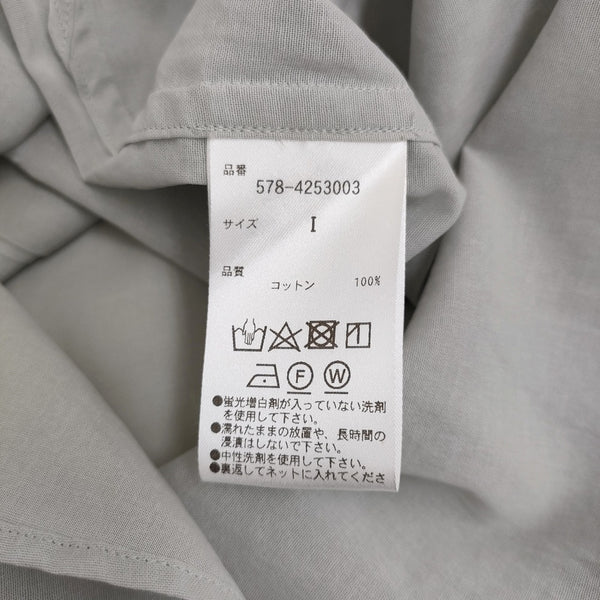 品番
578-4253003
サイズ I
品質
コットン 100%
F W
●蛍光増白剤が入っていない洗剤
を使用して下さい。
●濡れたままの放置や、長時間の
浸漬はしないで下さい。
●中性洗剤を使用して下さい。
●裏返してネットに入れてくださ